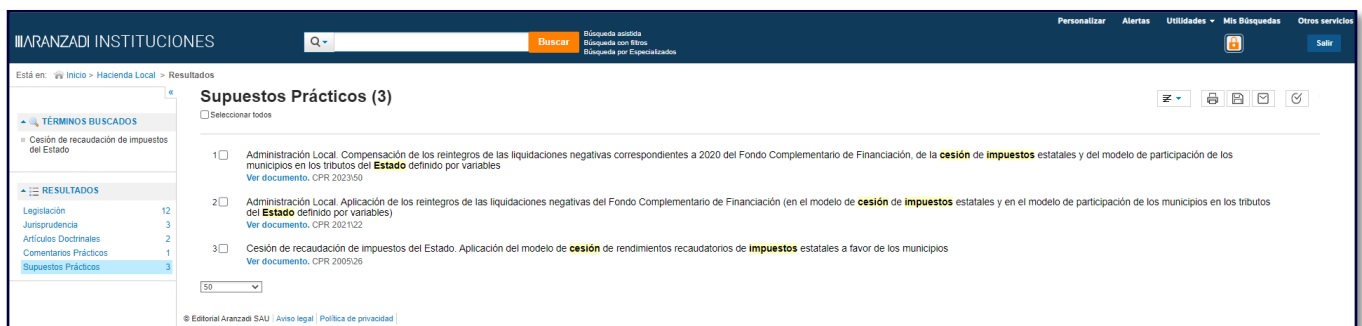 Personalizar Alertas Utilidades Mis Búsquedas Otros servicios
ARANZADI INSTITUCIONES
Buscar
Búsqueda asistida
Búsqueda con filtros
Búsqueda por Especializados
Salir
Está en: Inicio > Hacienda Local > Resultados
«
TÉRMINOS BUSCADOS
Cesión de recaudación de impuestos
del Estado
RESULTADOS
Legislación 12
Jurisprudencia 3
Artículos Doctrinales 2
Comentarios Prácticos 1
Supuestos Prácticos 3
Supuestos Prácticos (3)
Seleccionar todos
1 Administración Local. Compensación de los reintegros de las liquidaciones negativas correspondientes a 2020 del Fondo Complementario de Financiación, de la cesión de impuestos estatales y del modelo de participación de los
municipios en los tributos del Estado definido por variables
Ver documento. CPR 2023\50
2 Administración Local. Aplicación de los reintegros de las liquidaciones negativas del Fondo Complementario de Financiación (en el modelo de cesión de impuestos estatales y en el modelo de participación de los municipios en los tributos
del Estado definido por variables)
Ver documento. CPR 2021\22
3 Cesión de recaudación de impuestos del Estado. Aplicación del modelo de cesión de rendimientos recaudatorios de impuestos estatales a favor de los municipios
Ver documento. CPR 2005\26
50
© Editorial Aranzadi SAU | Aviso legal | Política de privacidad |